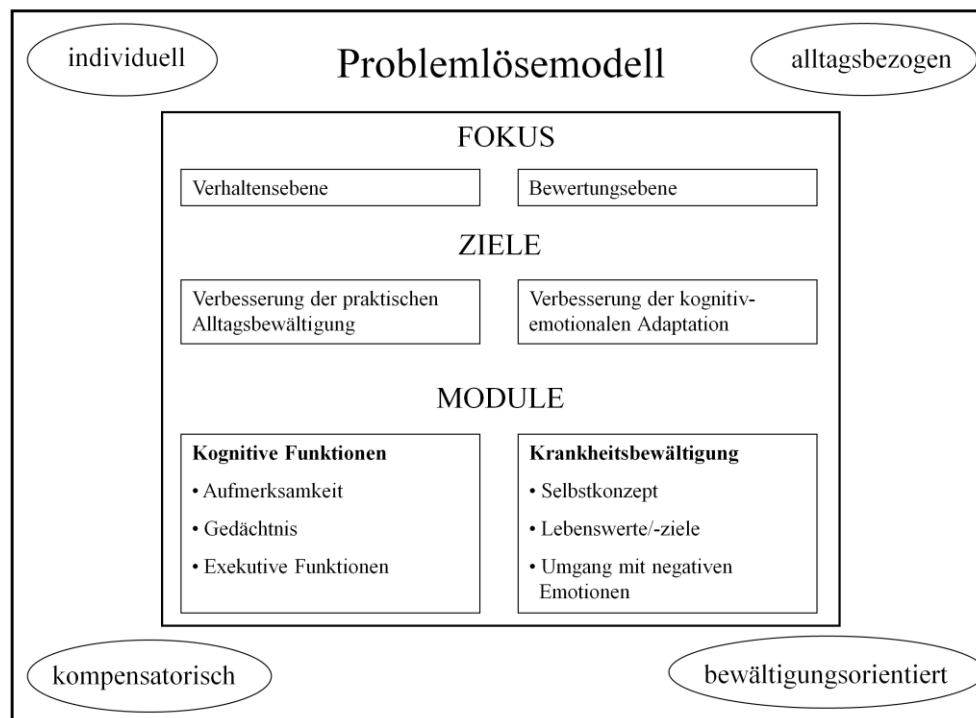 individuell
Problemlösemodell
alltagsbezogen
FOKUS
Verhaltensebene
Bewertungsebene
ZIELE
Verbesserung der praktischen
Alltagsbewältigung
Verbesserung der kognitiv-
emotionalen Adaptation
MODULE
Kognitive Funktionen
• Aufmerksamkeit
• Gedächtnis
• Exekutive Funktionen
Krankheitsbewältigung
• Selbstkonzept
• Lebenswerte/-ziele
• Umgang mit negativen
Emotionen
kompensatorisch
bewältigungsorientiert